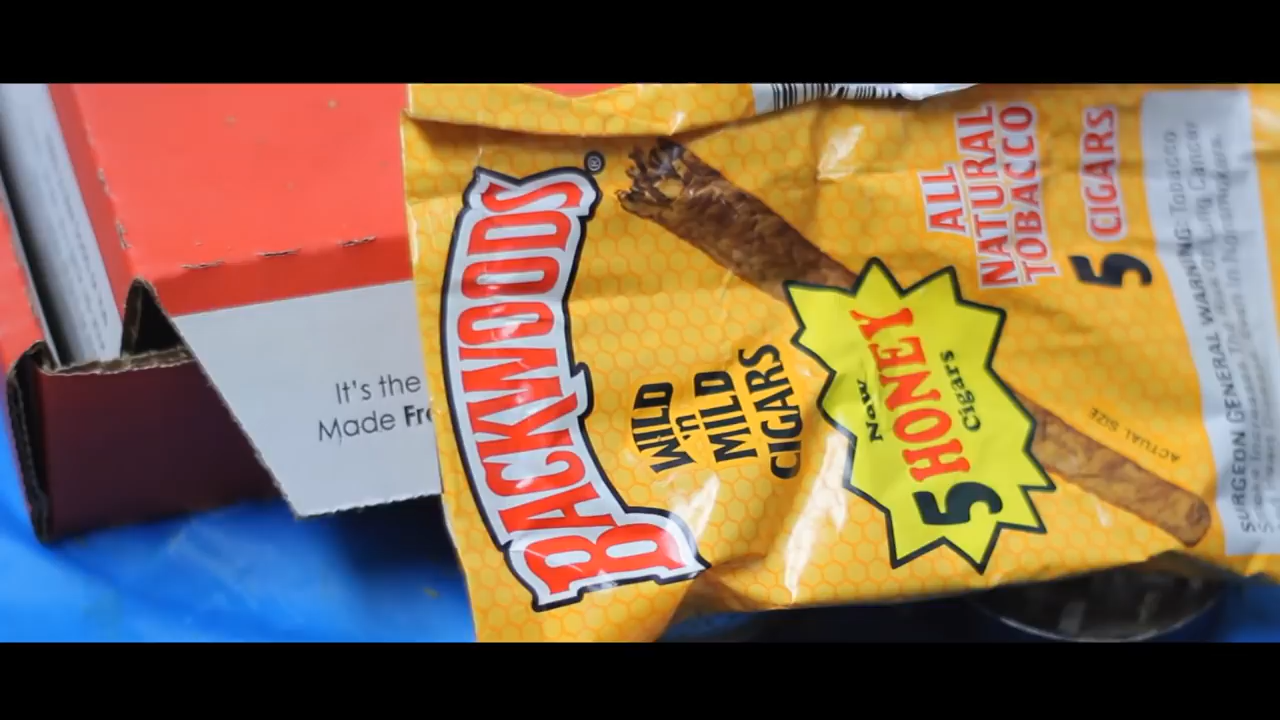 It's the
Made Fre
BACKWOODS®
WILD
'n
MILD
CIGARS
New
5 HONEY
Cigars
ALL
NATURAL
TOBACCO
5 CIGARS
ACTUAL SIZE
SURGEON GENERAL WARNING: Tobacco